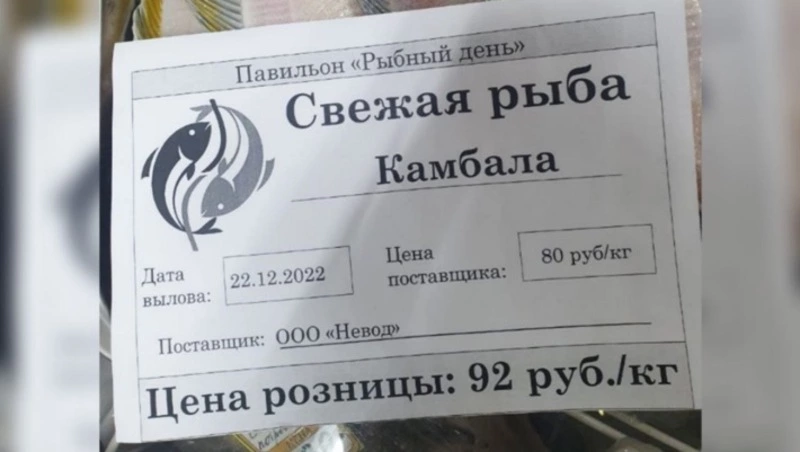 Павильон «Рыбный день»
Свежая рыба
Камбала
Дата вылова: 22.12.2022
Цена поставщика: 80 руб/кг
Поставщик: ООО «Невод»
Цена розницы: 92 руб./кг